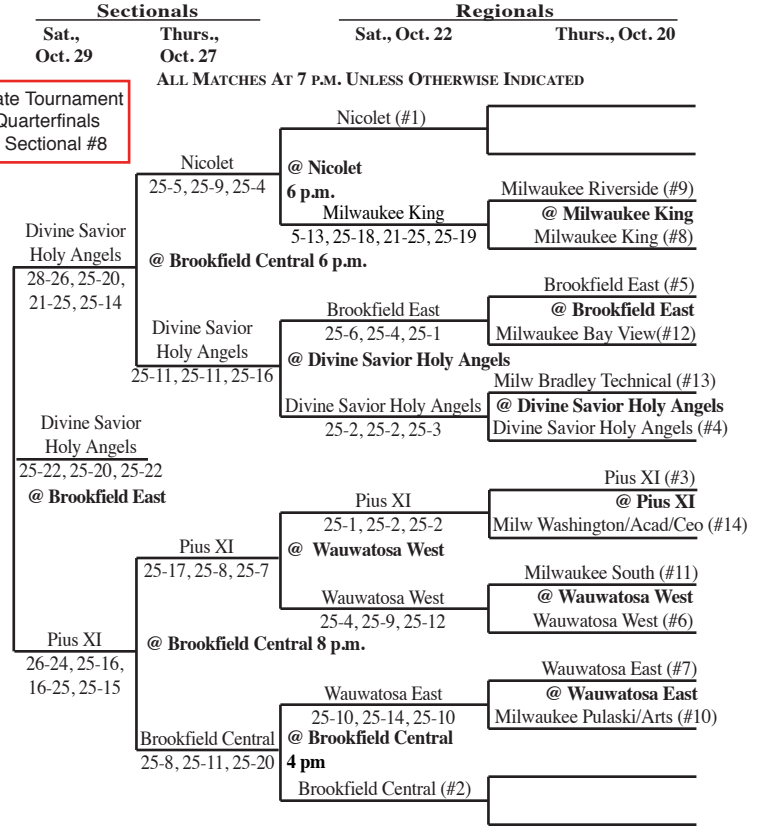 Sectionals
Regionals
Sat.,
Oct. 29
Thurs.,
Oct. 27
Sat., Oct. 22
Thurs., Oct. 20
ALL MATCHES AT 7 P.M. UNLESS OTHERWISE INDICATED
ate Tournament
Quarterfinals
Sectional #8
Nicolet (#1)
Nicolet
25-5, 25-9, 25-4
@ Nicolet
6 p.m.
Milwaukee Riverside (#9)
@ Milwaukee King
Milwaukee King (#8)
Milwaukee King
5-13, 25-18, 21-25, 25-19
Divine Savior
Holy Angels
28-26, 25-20,
21-25, 25-14
@ Brookfield Central 6 p.m.
Brookfield East (#5)
@ Brookfield East
Milwaukee Bay View(#12)
Brookfield East
25-6, 25-4, 25-1
Divine Savior
Holy Angels
25-11, 25-11, 25-16
@ Divine Savior Holy Angels
Milw Bradley Technical (#13)
@ Divine Savior Holy Angels
Divine Savior Holy Angels (#4)
Divine Savior Holy Angels
25-2, 25-2, 25-3
Divine Savior
Holy Angels
25-22, 25-20, 25-22
@ Brookfield East
Pius XI (#3)
@ Pius XI
Milw Washington/Acad/Ceo (#14)
Pius XI
25-1, 25-2, 25-2
Pius XI
25-17, 25-8, 25-7
@ Wauwatosa West
Milwaukee South (#11)
@ Wauwatosa West
Wauwatosa West (#6)
Wauwatosa West
25-4, 25-9, 25-12
Pius XI
26-24, 25-16,
16-25, 25-15
@ Brookfield Central 8 p.m.
Wauwatosa East (#7)
@ Wauwatosa East
Milwaukee Pulaski/Arts (#10)
Wauwatosa East
25-10, 25-14, 25-10
Brookfield Central
25-8, 25-11, 25-20
@ Brookfield Central
4 pm
Brookfield Central (#2)